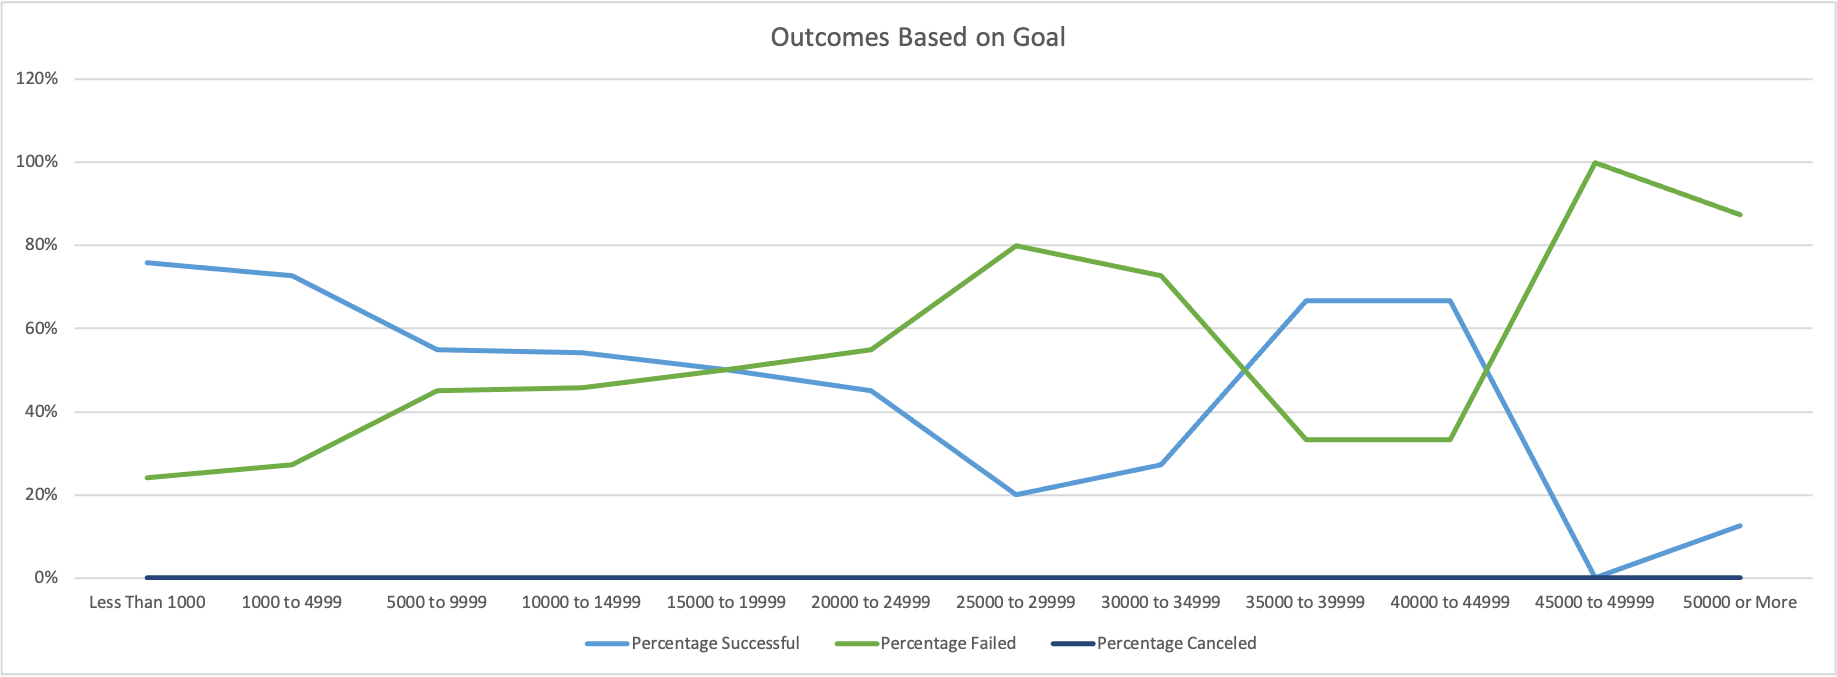 Outcomes Based on Goal
120%
100%
80%
60%
40%
20%
0%
Less Than 1000 1000 to 4999 5000 to 9999 10000 to 14999 15000 to 19999 20000 to 24999 25000 to 29999 30000 to 34999 35000 to 39999 40000 to 44999 45000 to 49999 50000 or More
Percentage Successful Percentage Failed Percentage Canceled